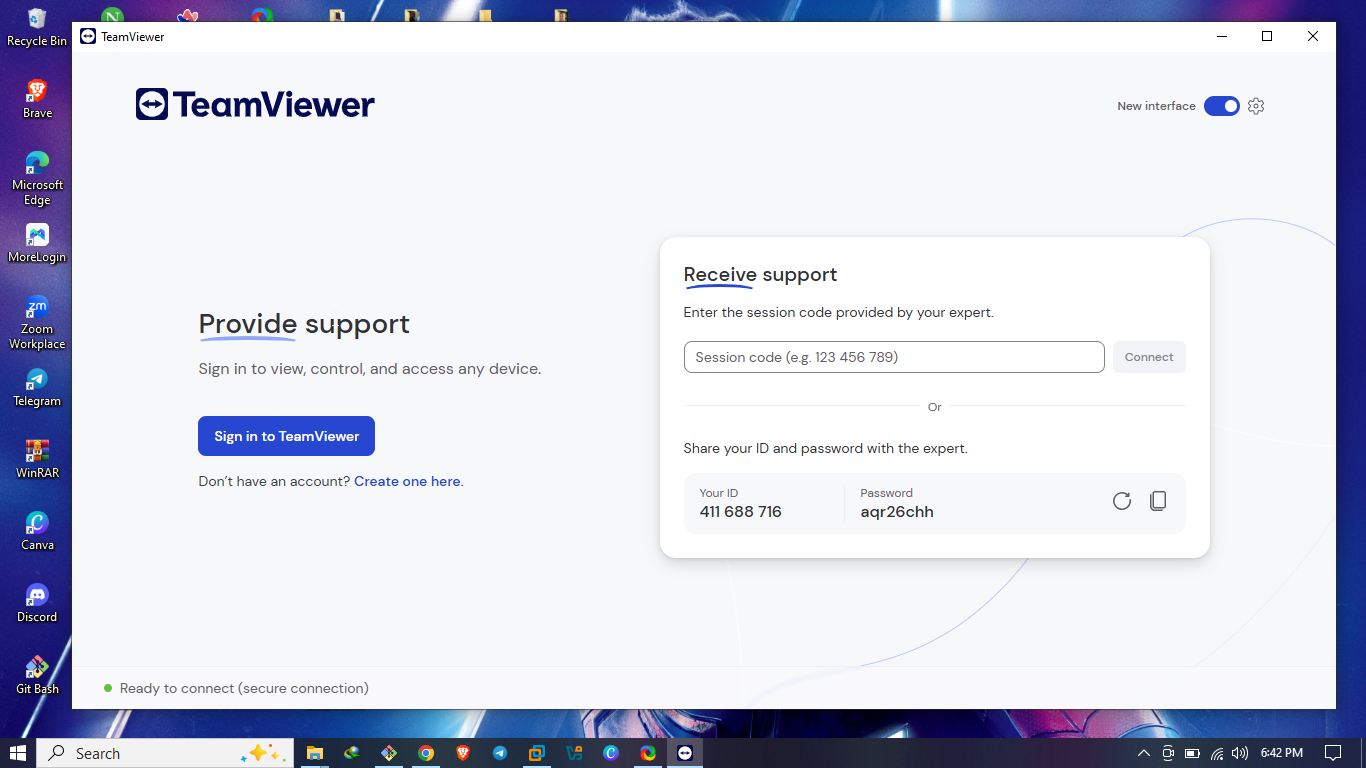 TeamViewer
TeamViewer
New interface
Provide support
Sign in to view, control, and access any device.
Sign in to TeamViewer
Don’t have an account? Create one here.
Receive support
Enter the session code provided by your expert.
Session code (e.g. 123 456 789)
Connect
Or
Share your ID and password with the expert.
Your ID
411 688 716
Password
aqr26chh
Ready to connect (secure connection)
Recycle Bin
Brave
Microsoft
Edge
MoreLogin
zm
Zoom
Workplace
Telegram
WinRAR
Canva
Discord
Git Bash
Search
6:42 PM